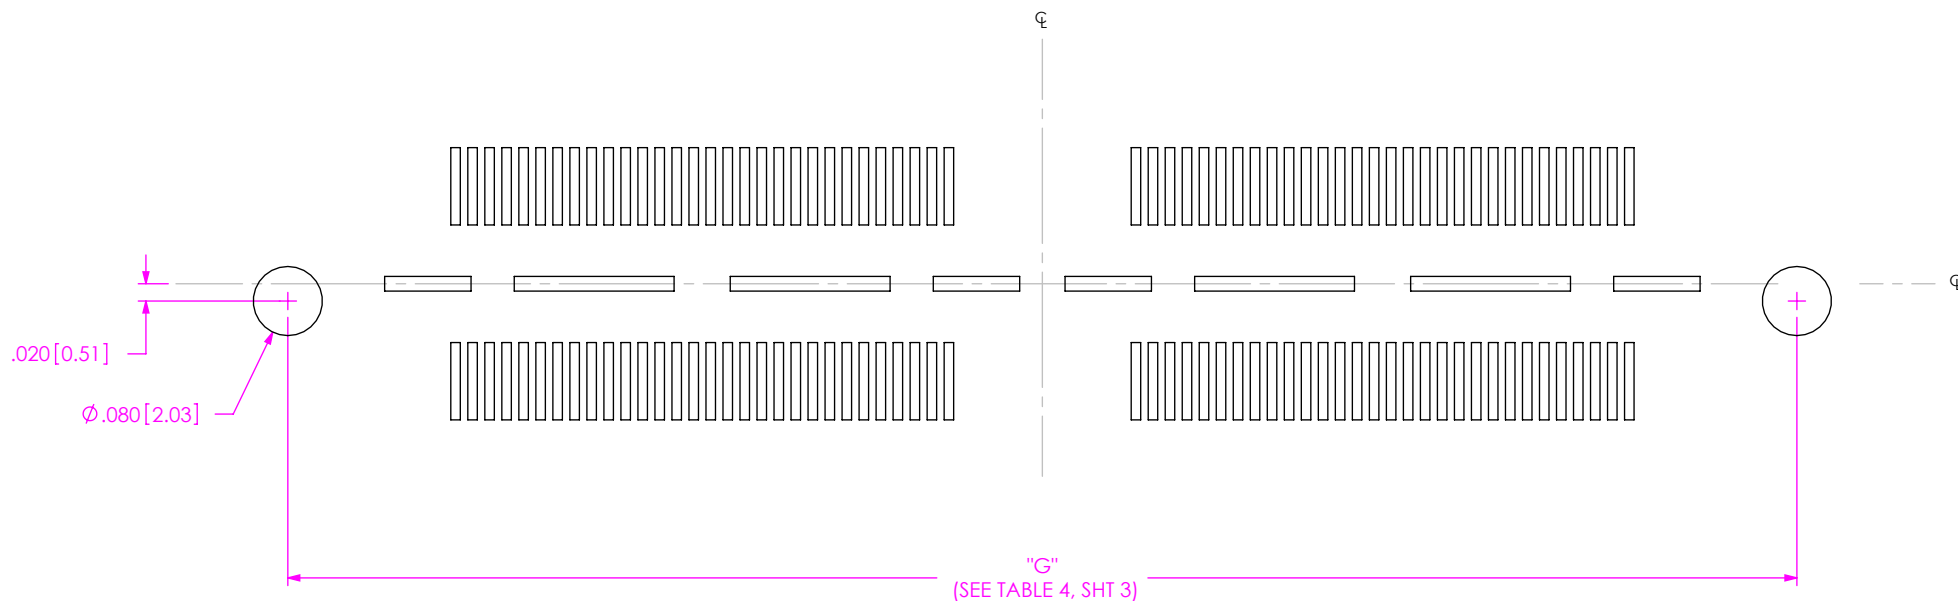 ℄
℄
.020[0.51]
Ø.080[2.03]
"G"
(SEE TABLE 4, SHT 3)